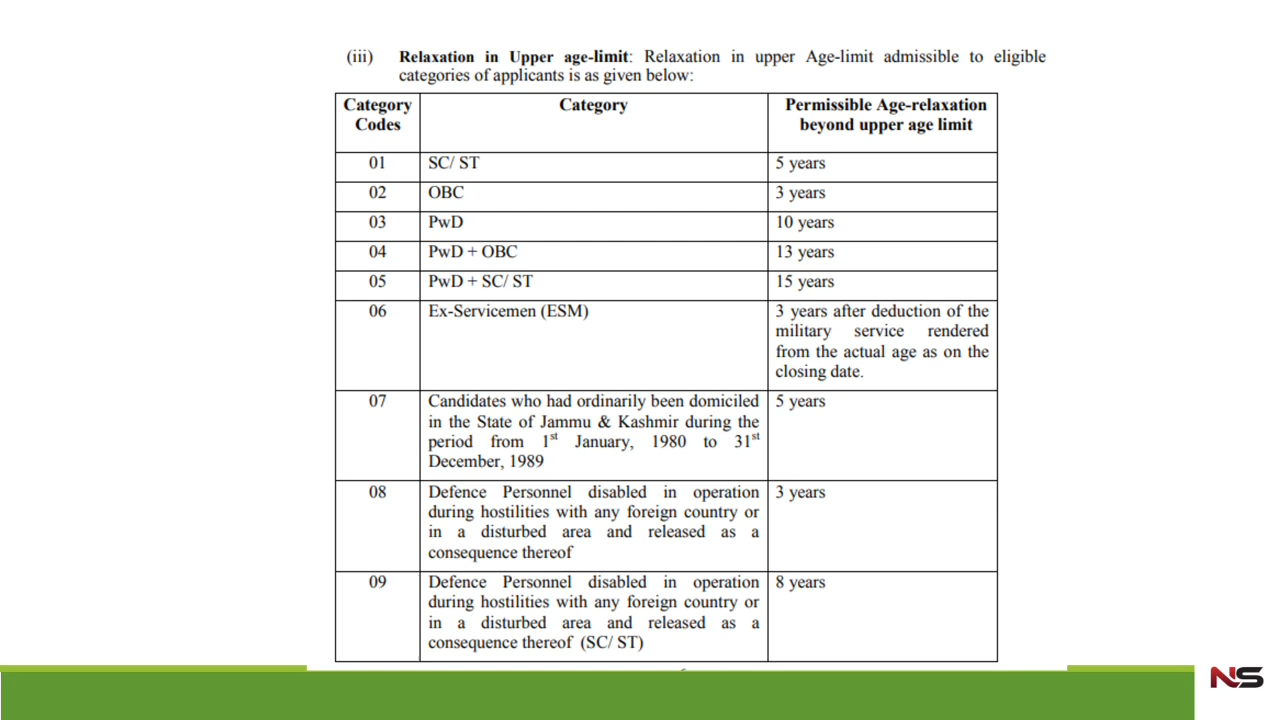 (iii) Relaxation in Upper age-limit: Relaxation in upper Age-limit admissible to eligible
categories of applicants is as given below:
Category Codes Category Permissible Age-relaxation beyond upper age limit
01 SC/ ST 5 years
02 OBC 3 years
03 PwD 10 years
04 PwD + OBC 13 years
05 PwD + SC/ ST 15 years
06 Ex-Servicemen (ESM) 3 years after deduction of the
military service rendered
from the actual age as on the
closing date.
07 Candidates who had ordinarily been domiciled 5 years
in the State of Jammu & Kashmir during the
period from 1st January, 1980 to 31st
December, 1989
08 Defence Personnel disabled in operation 3 years
during hostilities with any foreign country or
in a disturbed area and released as a
consequence thereof
09 Defence Personnel disabled in operation 8 years
during hostilities with any foreign country or
in a disturbed area and released as a
consequence thereof (SC/ ST)
NS